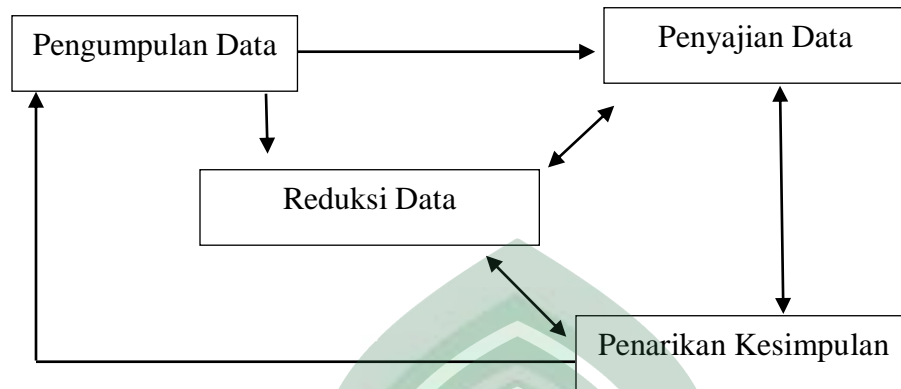 Pengumpulan Data
Penyajian Data
Reduksi Data
Penarikan Kesimpulan